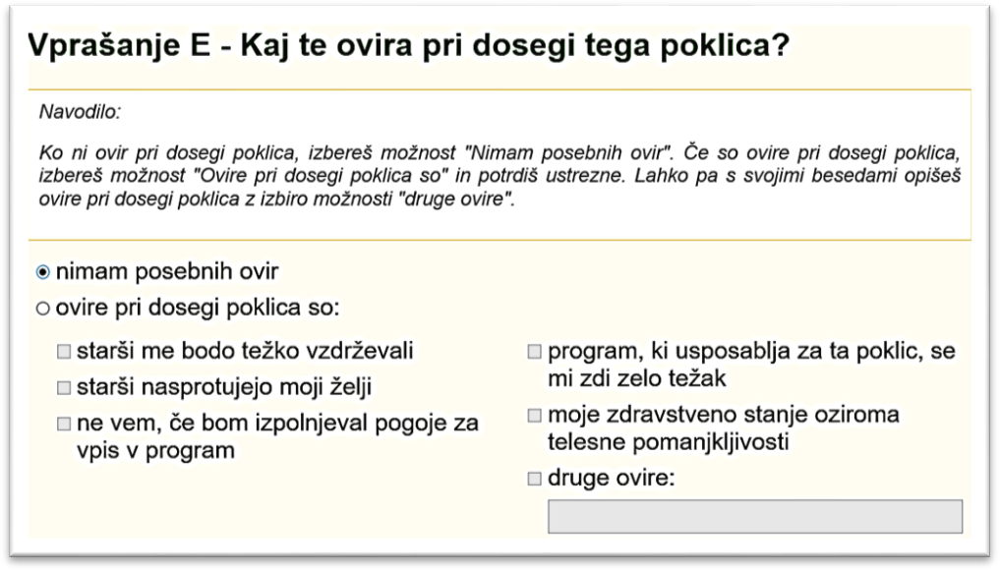 Vprašanje E - Kaj te ovira pri dosegi tega poklica?
Navodilo:
Ko ni ovir pri dosegi poklica, izbereš možnost "Nimam posebnih ovir". Če so ovire pri dosegi poklica,
izbereš možnost "Ovire pri dosegi poklica so" in potrdiš ustrezne. Lahko pa s svojimi besedami opišeš
ovire pri dosegi poklica z izbiro možnosti "druge ovire".
nimam posebnih ovir
ovire pri dosegi poklica so:
starši me bodo težko vzdrževali
starši nasprotujejo moji želji
ne vem, če bom izpolnjeval pogoje za
vpis v program
program, ki usposablja za ta poklic, se
mi zdi zelo težak
moje zdravstveno stanje oziroma
telesne pomanjkljivosti
druge ovire: